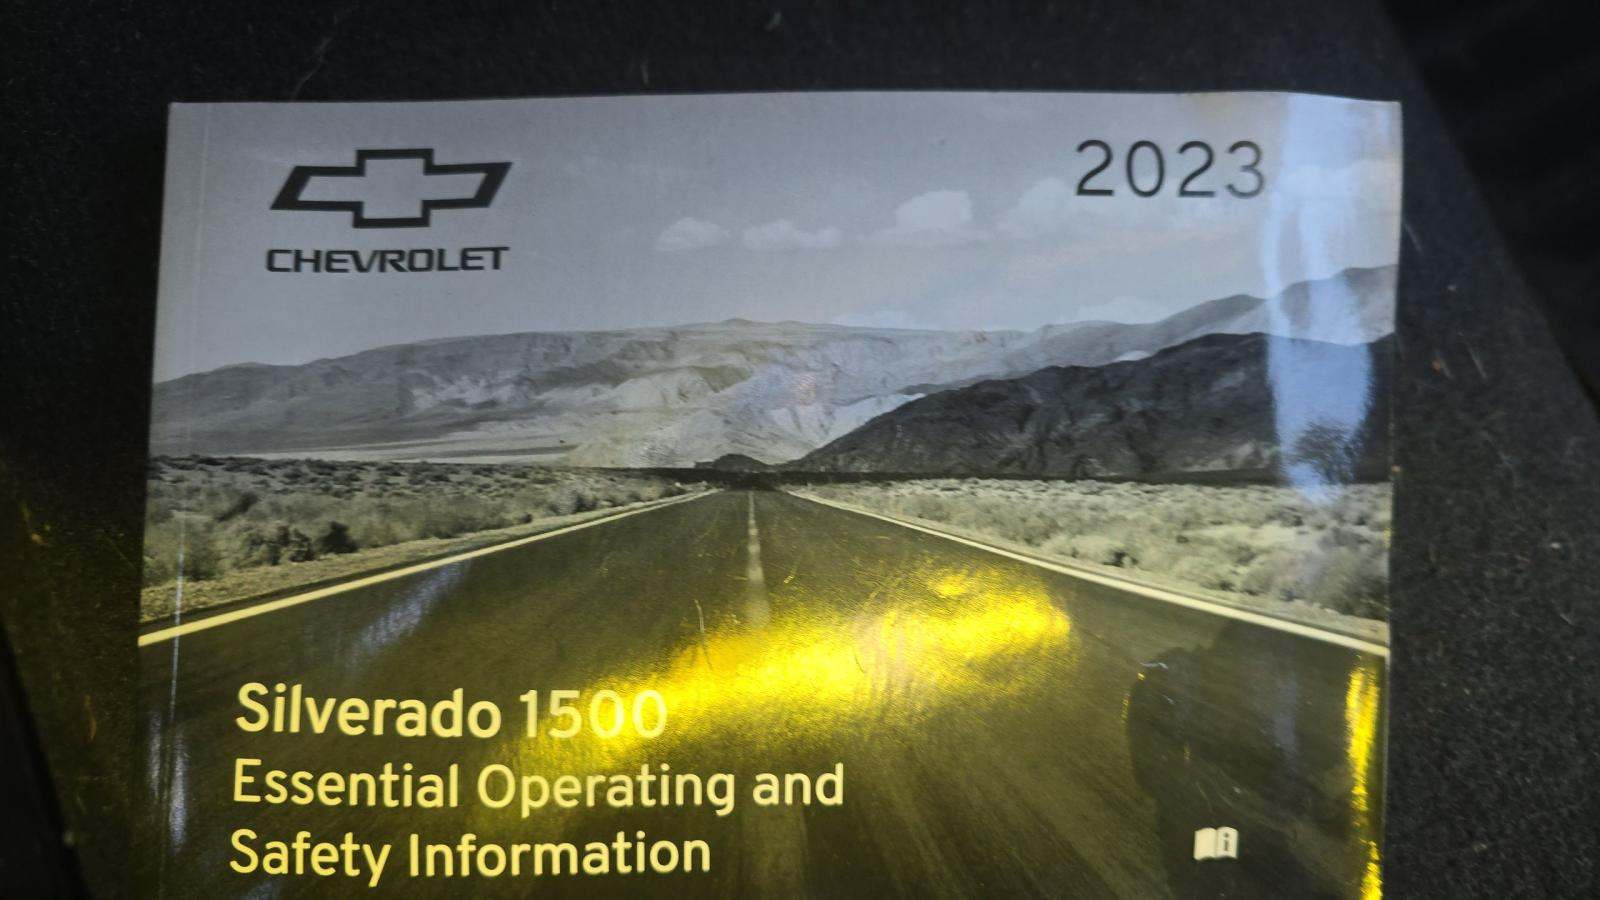 CHEVROLET
2023
Silverado 1500
Essential Operating and
Safety Information